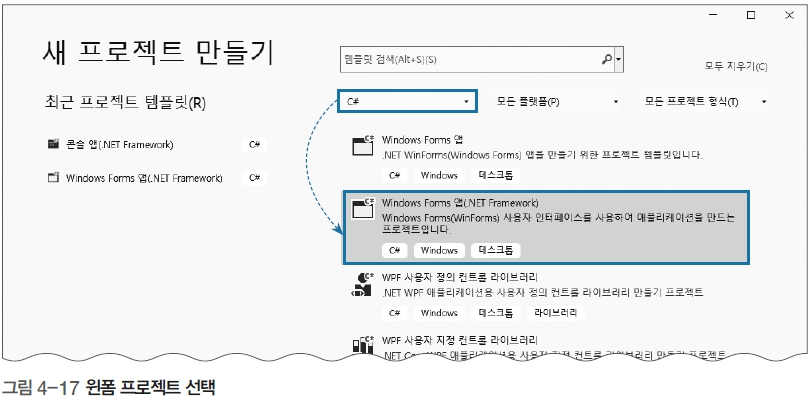 새 프로젝트 만들기
템플릿 검색(Alt+S)(S)
모두 지우기(C)
최근 프로젝트 템플릿(R)
C#
모든 플랫폼(P)
모든 프로젝트 형식(T)
콘솔 앱(.NET Framework)
C#
Windows Forms 앱(.NET Framework)
C#
Windows Forms 앱
.NET WinForms(Windows Forms) 앱을 만들기 위한 프로젝트 템플릿입니다.
C# Windows 데스크톱
Windows Forms 앱(.NET Framework)
Windows Forms(WinForms) 사용자 인터페이스를 사용하여 애플리케이션을 만드는
프로젝트입니다.
C# Windows 데스크톱
WPF 사용자 정의 컨트롤 라이브러리
.NET WPF 애플리케이션용 사용자 정의 컨트롤 라이브러리 만들기 프로젝트
C# Windows 데스크톱 라이브러리
WPF 사용자 지정 컨트롤 라이브러리
그림 4-17 윈폼 프로젝트 선택